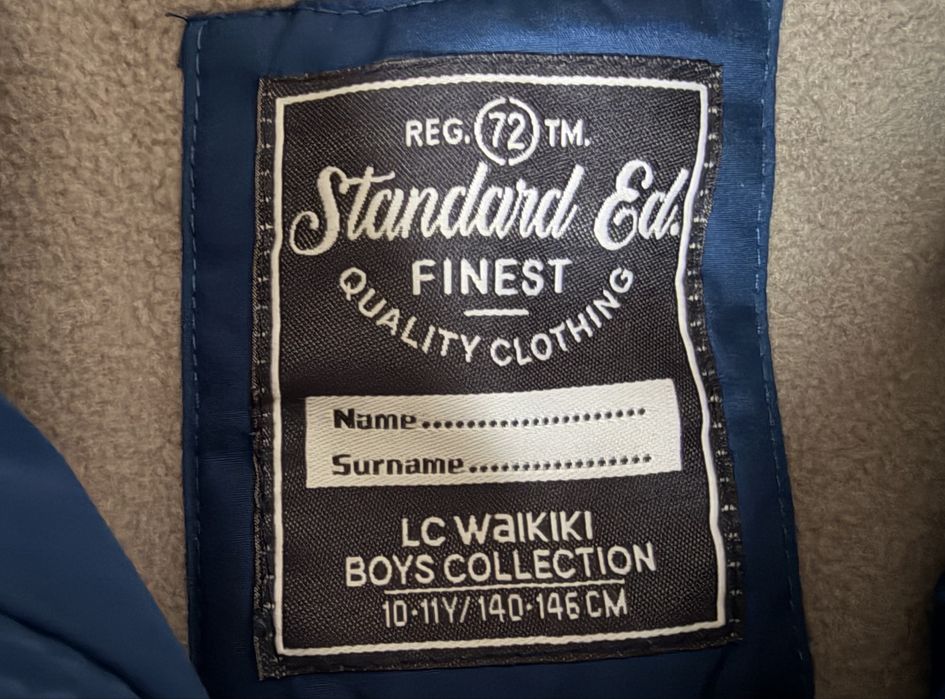 REG. 72 TM.
Standard Ed.
FINEST
QUALITY CLOTHING
Name....................
Surname.................
LC WaIKIKI
BOYS COLLECTION
10-11Y/140-146CM